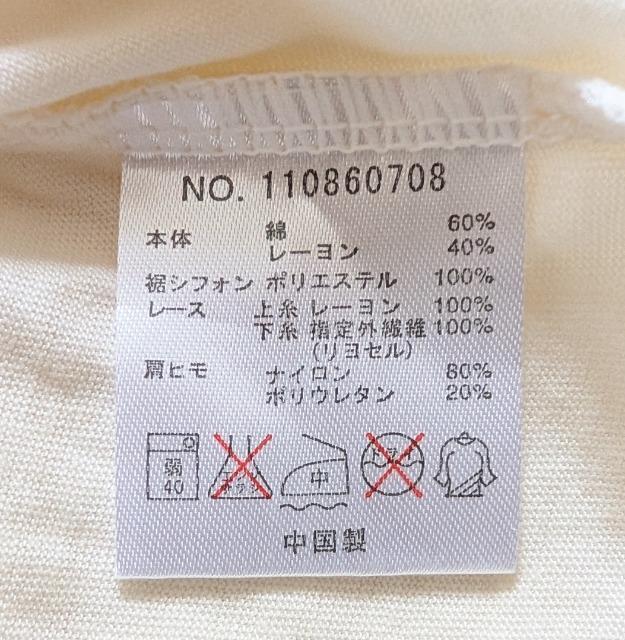 NO. 110860708
本体 綿 60%
レーヨン 40%
裾シフォン ポリエステル 100%
レース 上糸 レーヨン 100%
下糸 指定外繊維 100%
(リヨセル)
肩ヒモ ナイロン 80%
ポリウレタン 20%
弱 40 中 ドライ
中国製